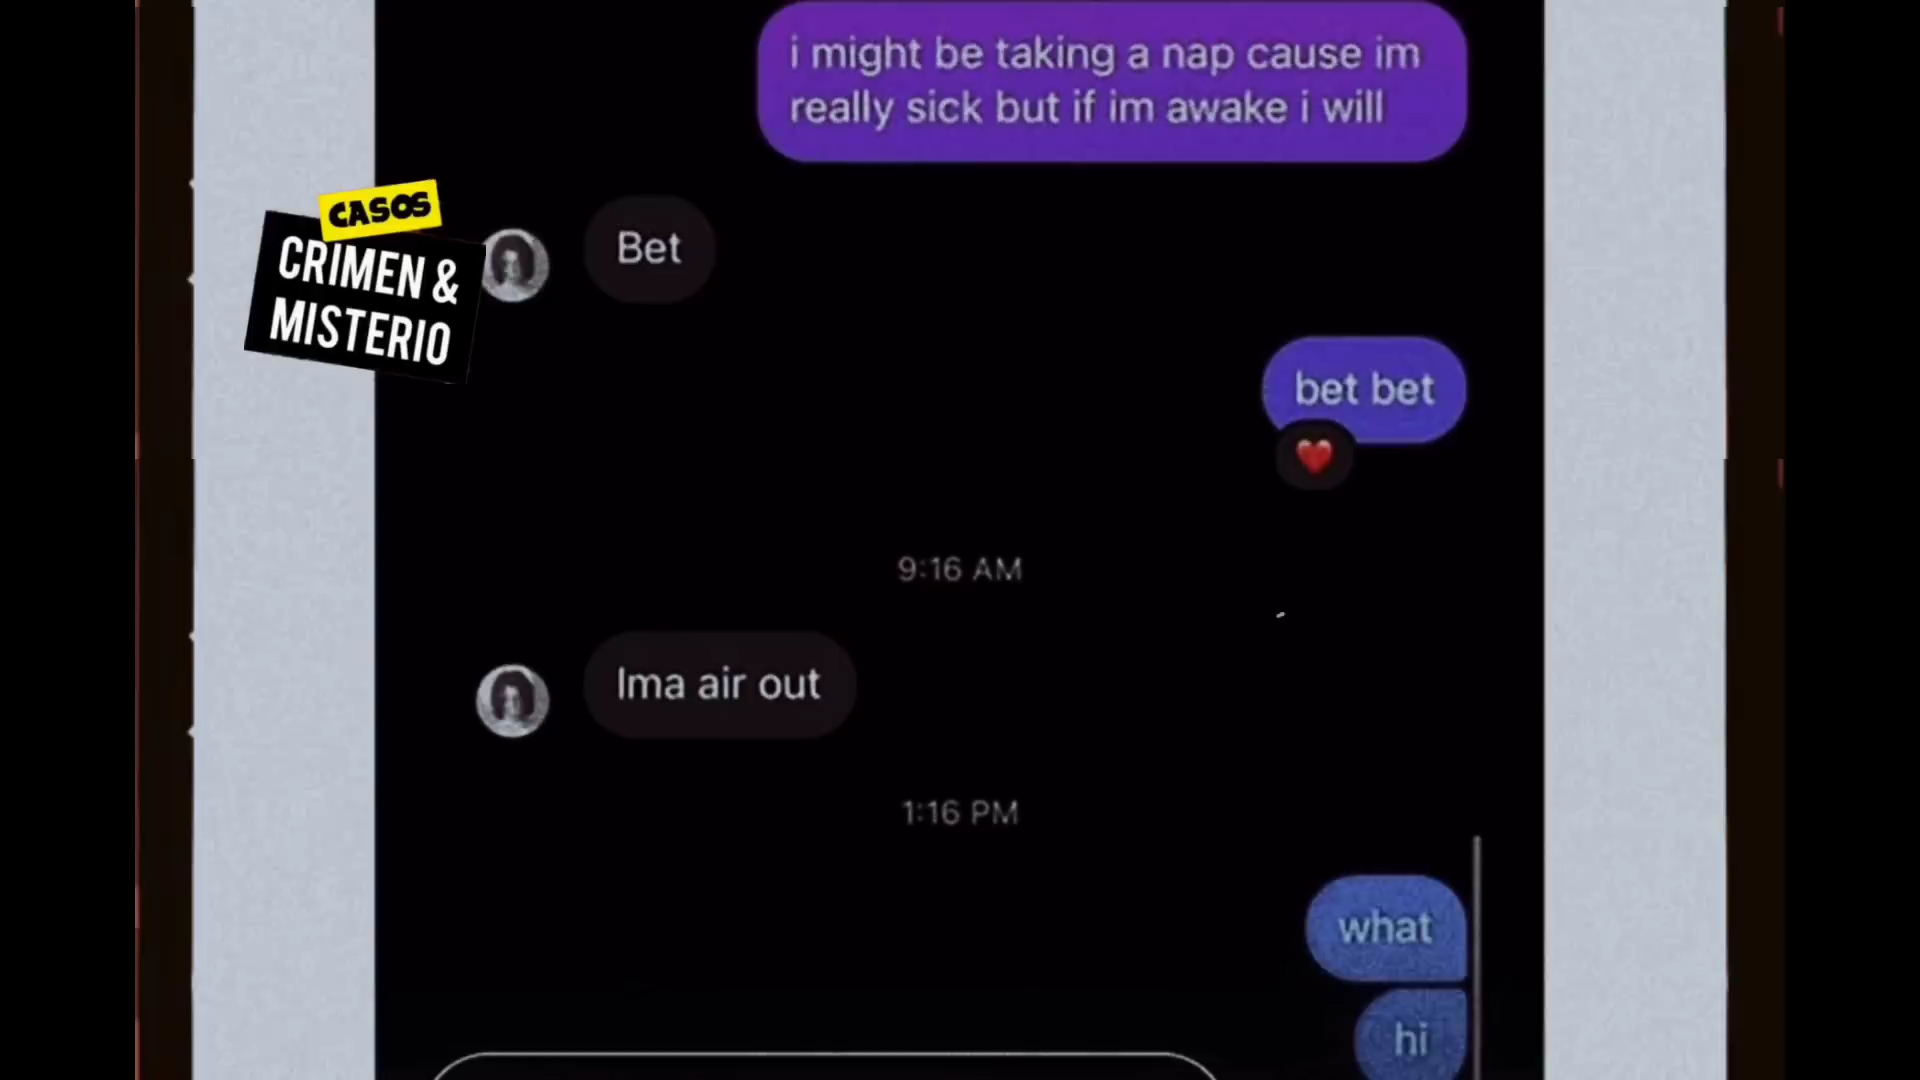 i might be taking a nap cause im
really sick but if im awake i will
CASOS
CRIMEN &
MISTERIO
Bet
bet bet
9:16 AM
Ima air out
1:16 PM
what
hi